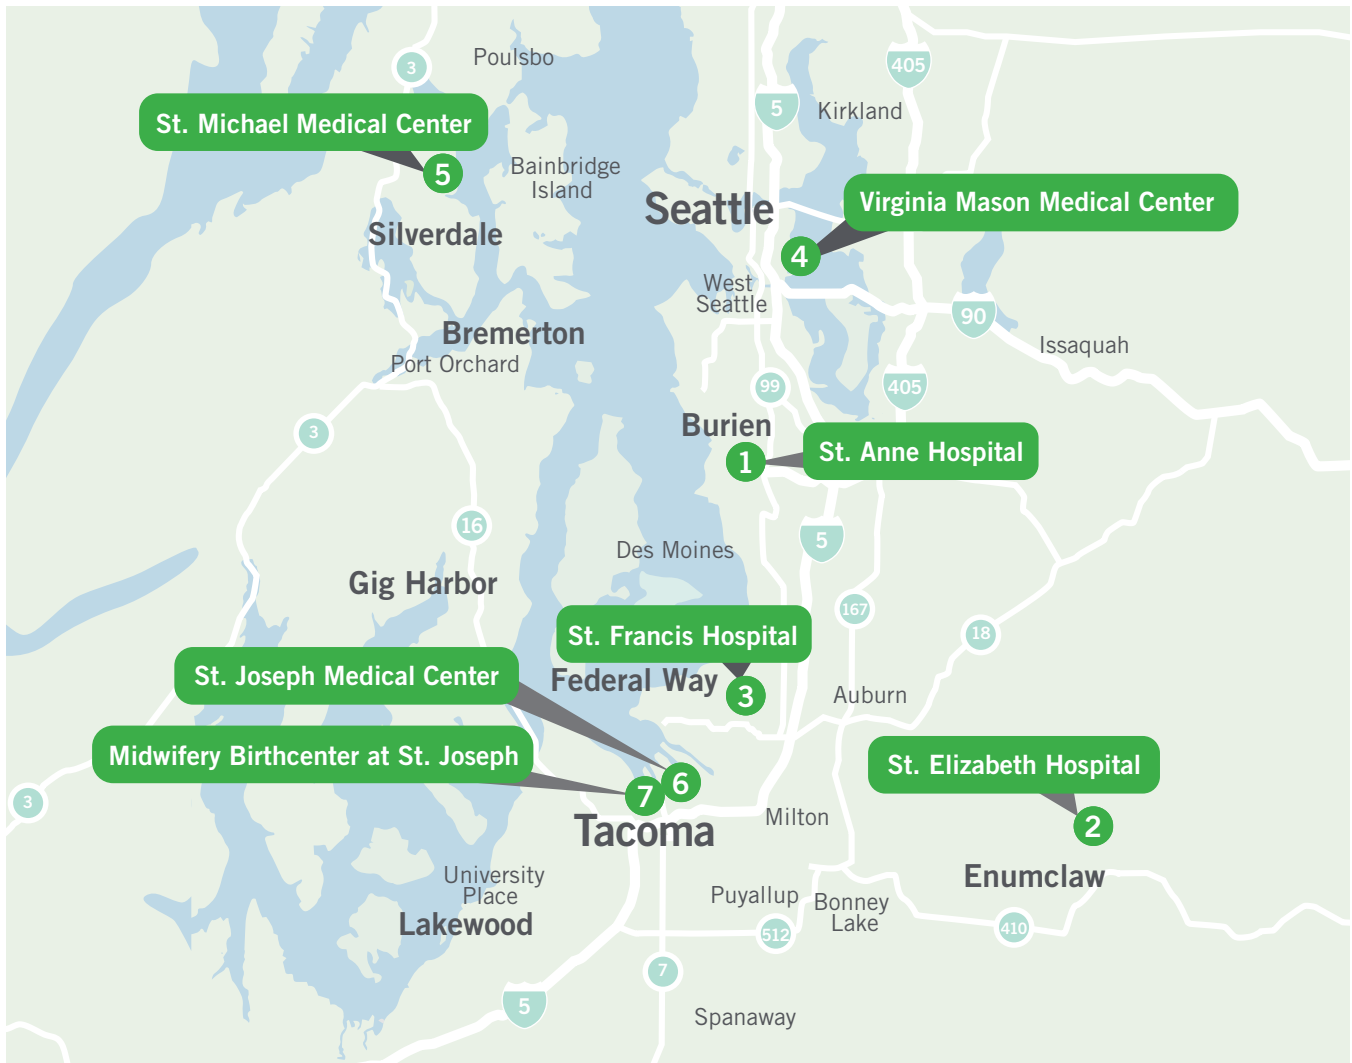 Poulsbo
3
405
St. Michael Medical Center
5
Kirkland
5
Bainbridge
Island
Seattle
Virginia Mason Medical Center
Silverdale
4
West
Seattle
90
Bremerton
Issaquah
Port Orchard
99
405
3
Burien
1
St. Anne Hospital
16
5
Des Moines
Gig Harbor
167
St. Francis Hospital
18
St. Joseph Medical Center
Federal Way
3
Auburn
Midwifery Birthcenter at St. Joseph
St. Elizabeth Hospital
6
7
3
Milton
2
Tacoma
University
Place
Enumclaw
Puyallup
Bonney
Lake
Lakewood
512
410
7
5
Spanaway